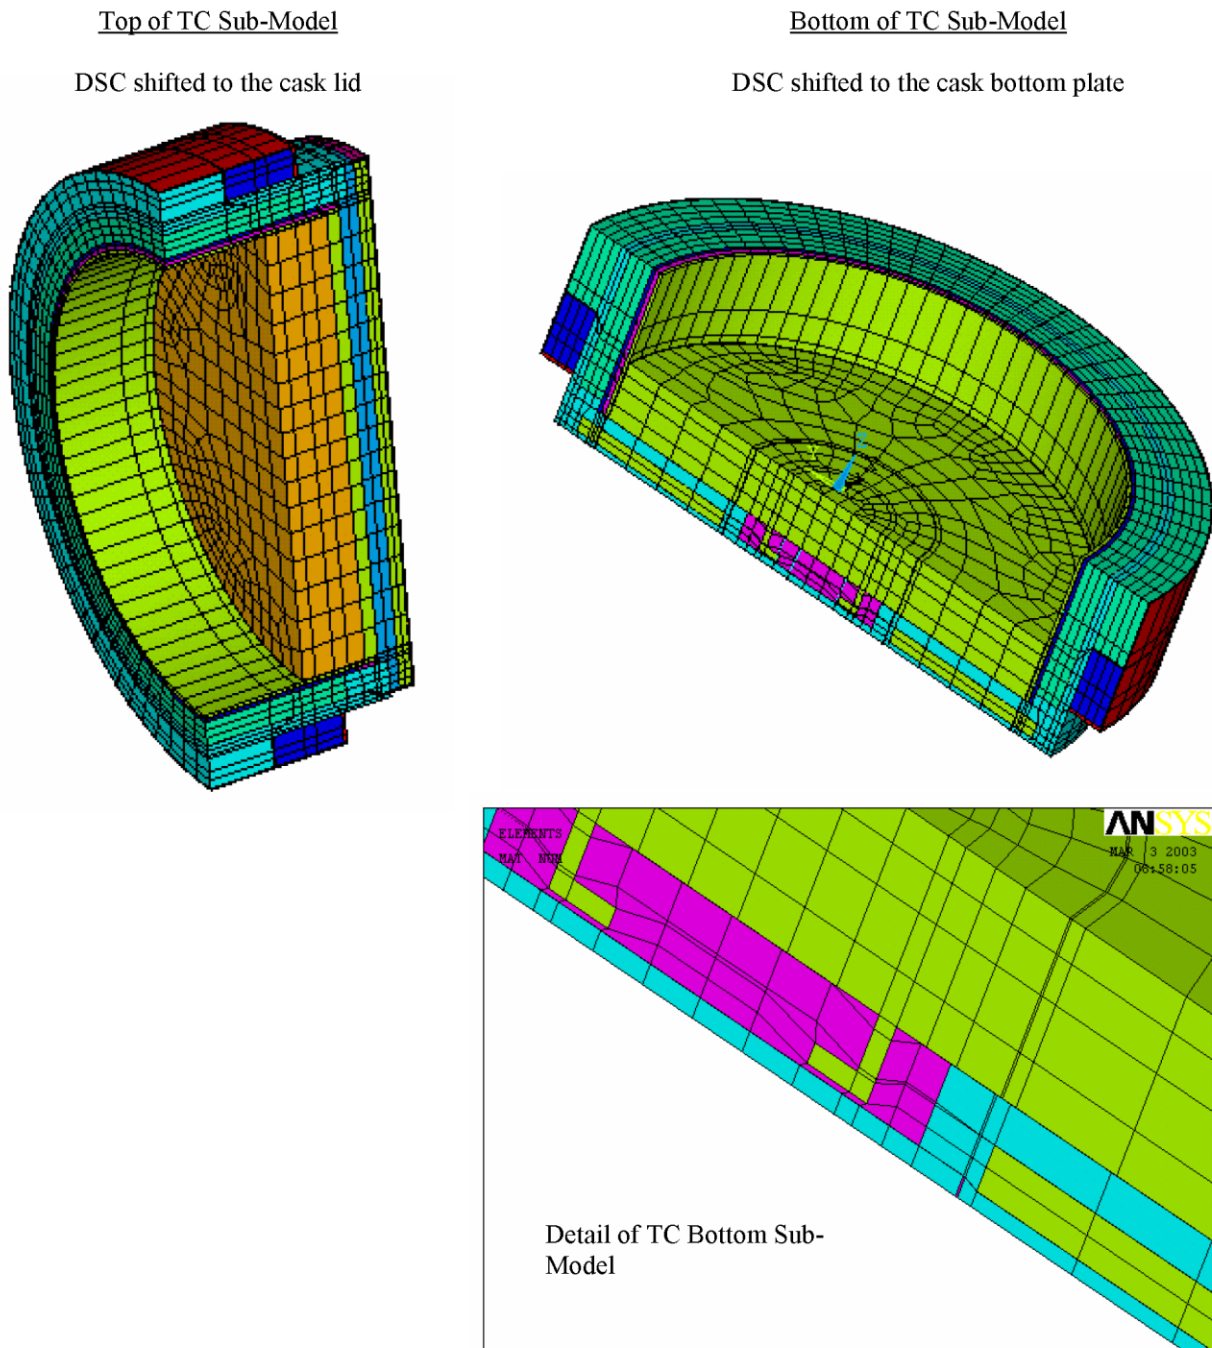 Top of TC Sub-Model
Bottom of TC Sub-Model
DSC shifted to the cask lid
DSC shifted to the cask bottom plate
Z
ELEMENTS
MAT NUM
ANSYS
MAR 3 2003
08:58:05
Detail of TC Bottom Sub-
Model